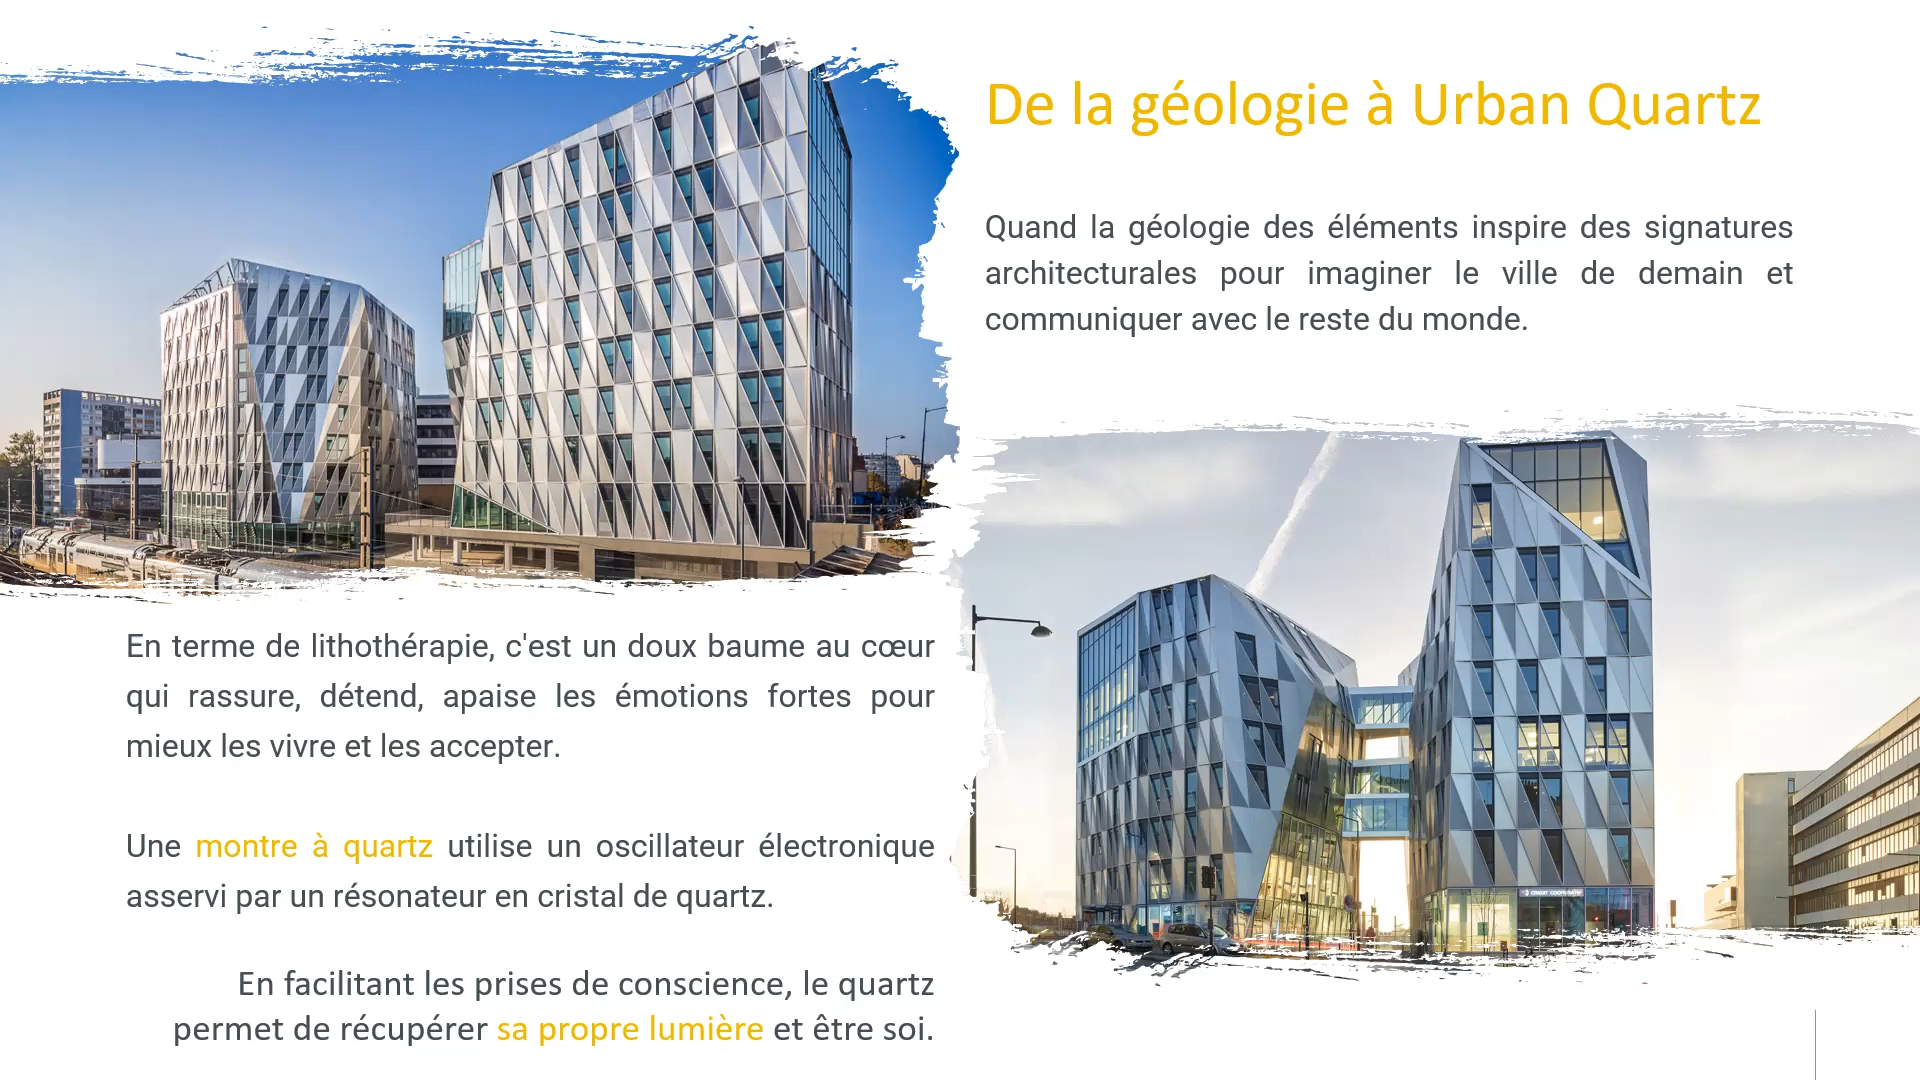 De la géologie à Urban Quartz
Quand la géologie des éléments inspire des signatures
architecturales pour imaginer le ville de demain et
communiquer avec le reste du monde.
En terme de lithothérapie, c'est un doux baume au cœur
qui rassure, détend, apaise les émotions fortes pour
mieux les vivre et les accepter.
Une montre à quartz utilise un oscillateur électronique
asservi par un résonateur en cristal de quartz.
En facilitant les prises de conscience, le quartz
permet de récupérer sa propre lumière et être soi.